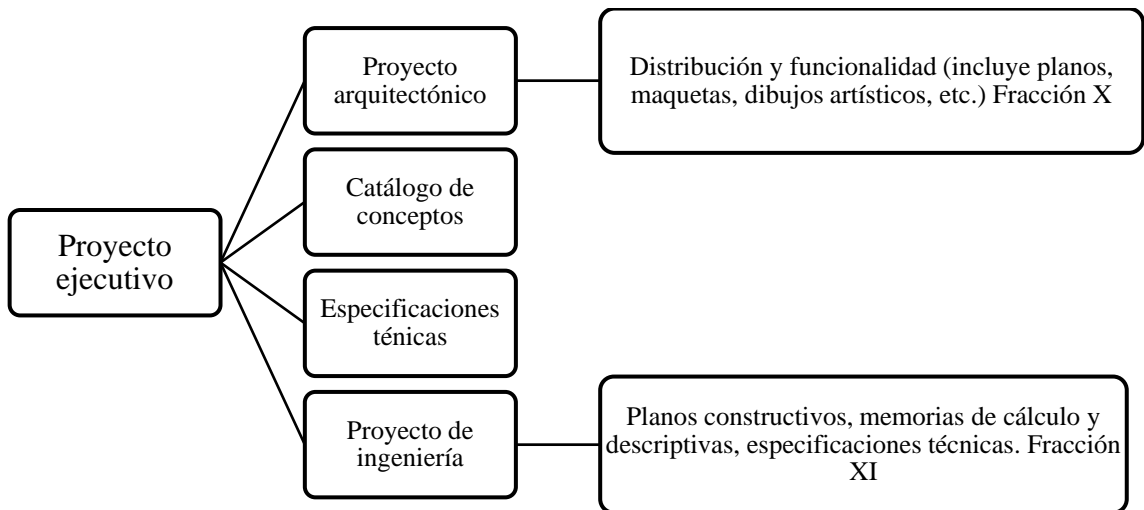 Proyecto
ejecutivo
Proyecto
arquitectónico
Distribución y funcionalidad (incluye planos,
maquetas, dibujos artísticos, etc.) Fracción X
Catálogo de
conceptos
Especificaciones
ténicas
Proyecto de
ingeniería
Planos constructivos, memorias de cálculo y
descriptivas, especificaciones técnicas. Fracción
XI